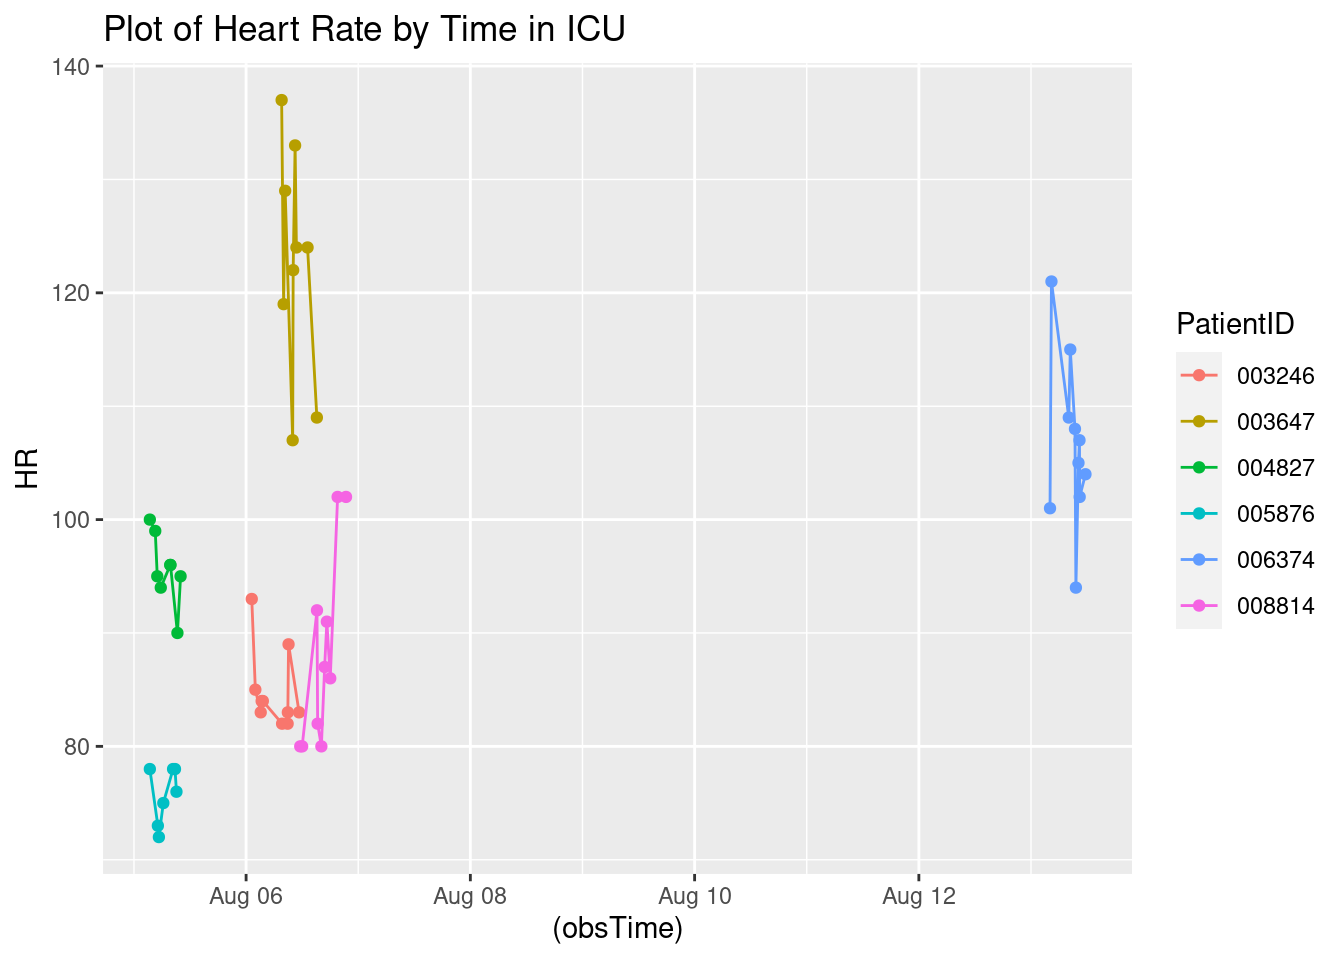 Plot of Heart Rate by Time in ICU
140
120
100
80
HR
Aug 06
Aug 08
Aug 10
Aug 12
(obsTime)
PatientID
003246
003647
004827
005876
006374
008814